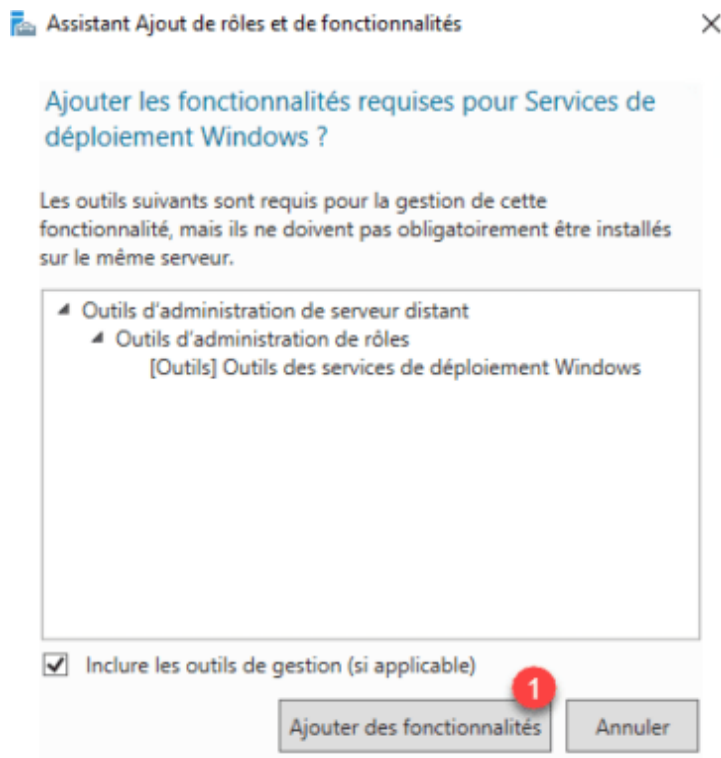 Assistant Ajout de rôles et de fonctionnalités
Ajouter les fonctionnalités requises pour Services de
déploiement Windows ?
Les outils suivants sont requis pour la gestion de cette
fonctionnalité, mais ils ne doivent pas obligatoirement être installés
sur le même serveur.
Outils d'administration de serveur distant
Outils d'administration de rôles
[Outils] Outils des services de déploiement Windows
Inclure les outils de gestion (si applicable)
1
Ajouter des fonctionnalités
Annuler